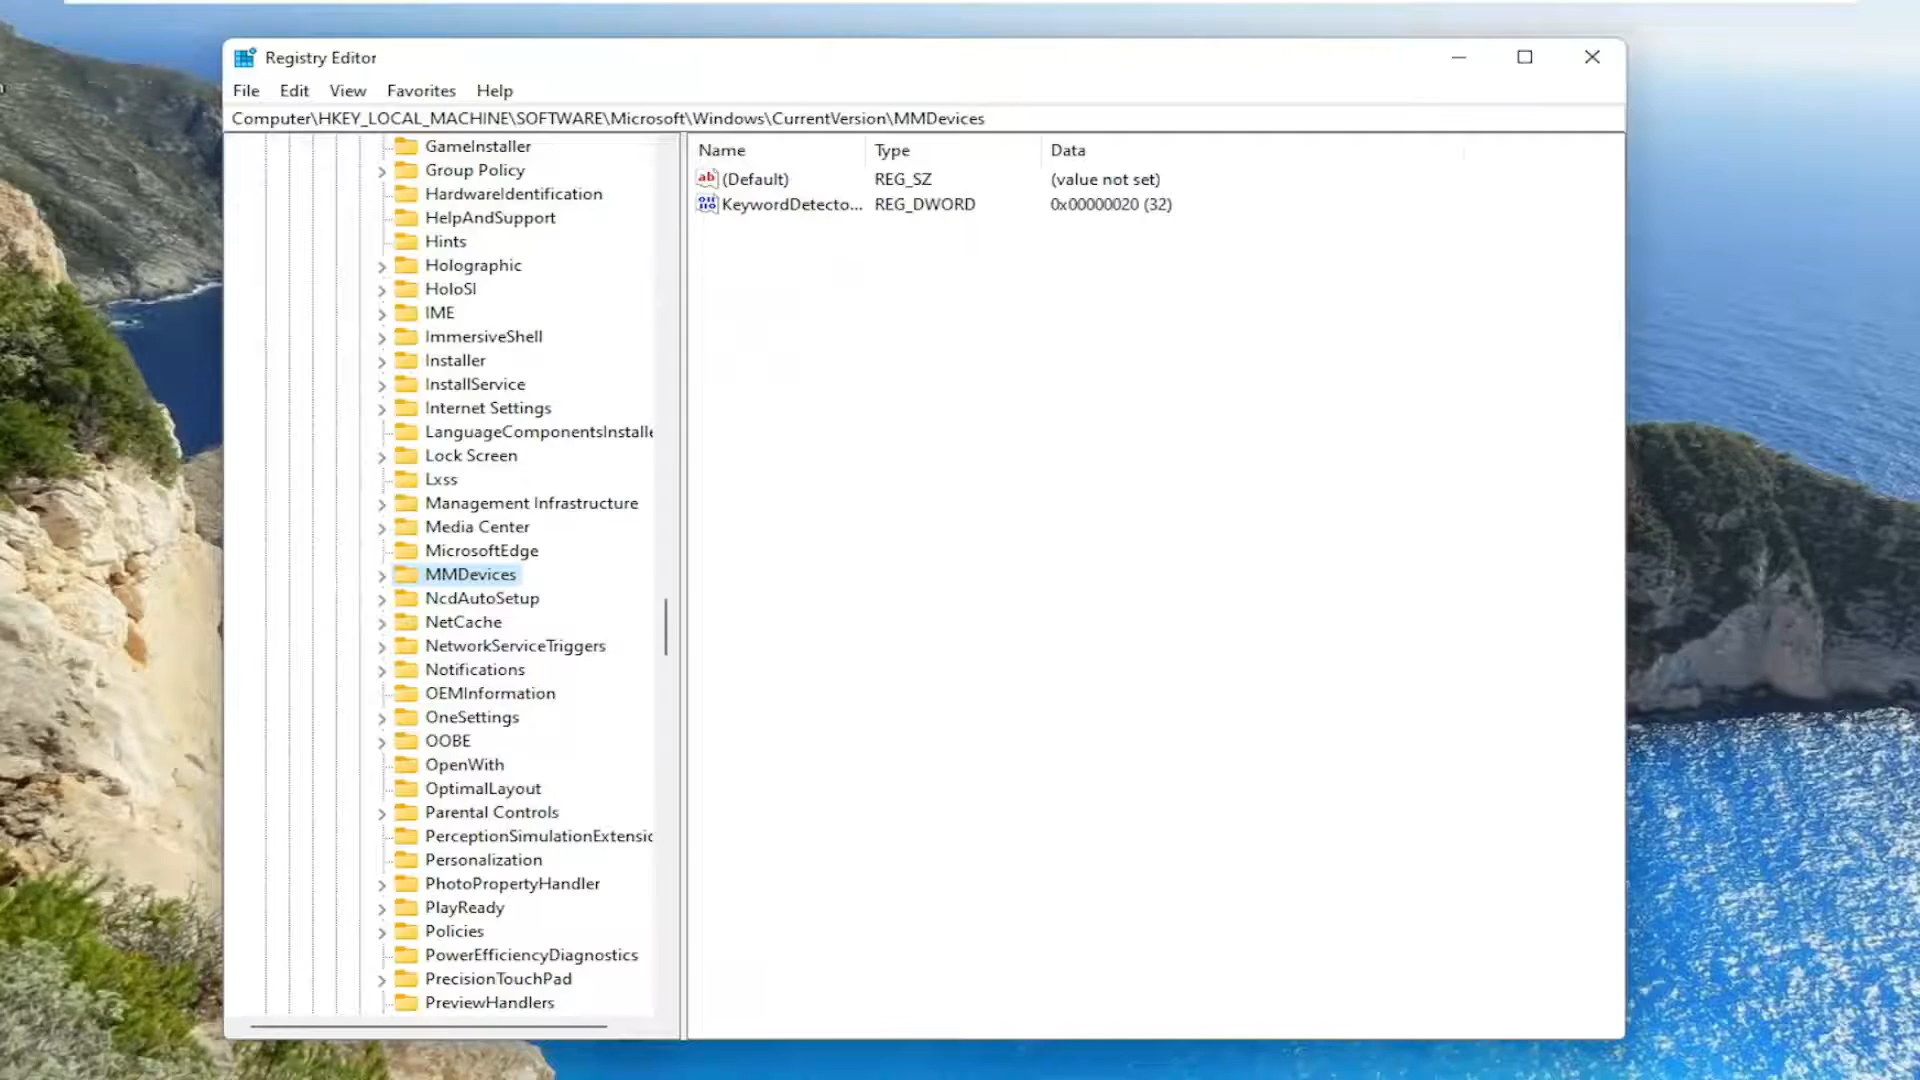 Registry Editor
File Edit View Favorites Help
Computer\HKEY_LOCAL_MACHINE\SOFTWARE\Microsoft\Windows\CurrentVersion\MMDevices
GameInstaller
Group Policy
HardwareIdentification
HelpAndSupport
Hints
Holographic
HoloSI
IME
ImmersiveShell
Installer
InstallService
Internet Settings
LanguageComponentsInstalle
Lock Screen
Lxss
Management Infrastructure
Media Center
MicrosoftEdge
MMDevices
NcdAutoSetup
NetCache
NetworkServiceTriggers
Notifications
OEMInformation
OneSettings
OOBE
OpenWith
OptimalLayout
Parental Controls
PerceptionSimulationExtensic
Personalization
PhotoPropertyHandler
PlayReady
Policies
PowerEfficiencyDiagnostics
PrecisionTouchPad
PreviewHandlers
Name Type Data
(Default) REG_SZ (value not set)
KeywordDetecto... REG_DWORD 0x00000020 (32)